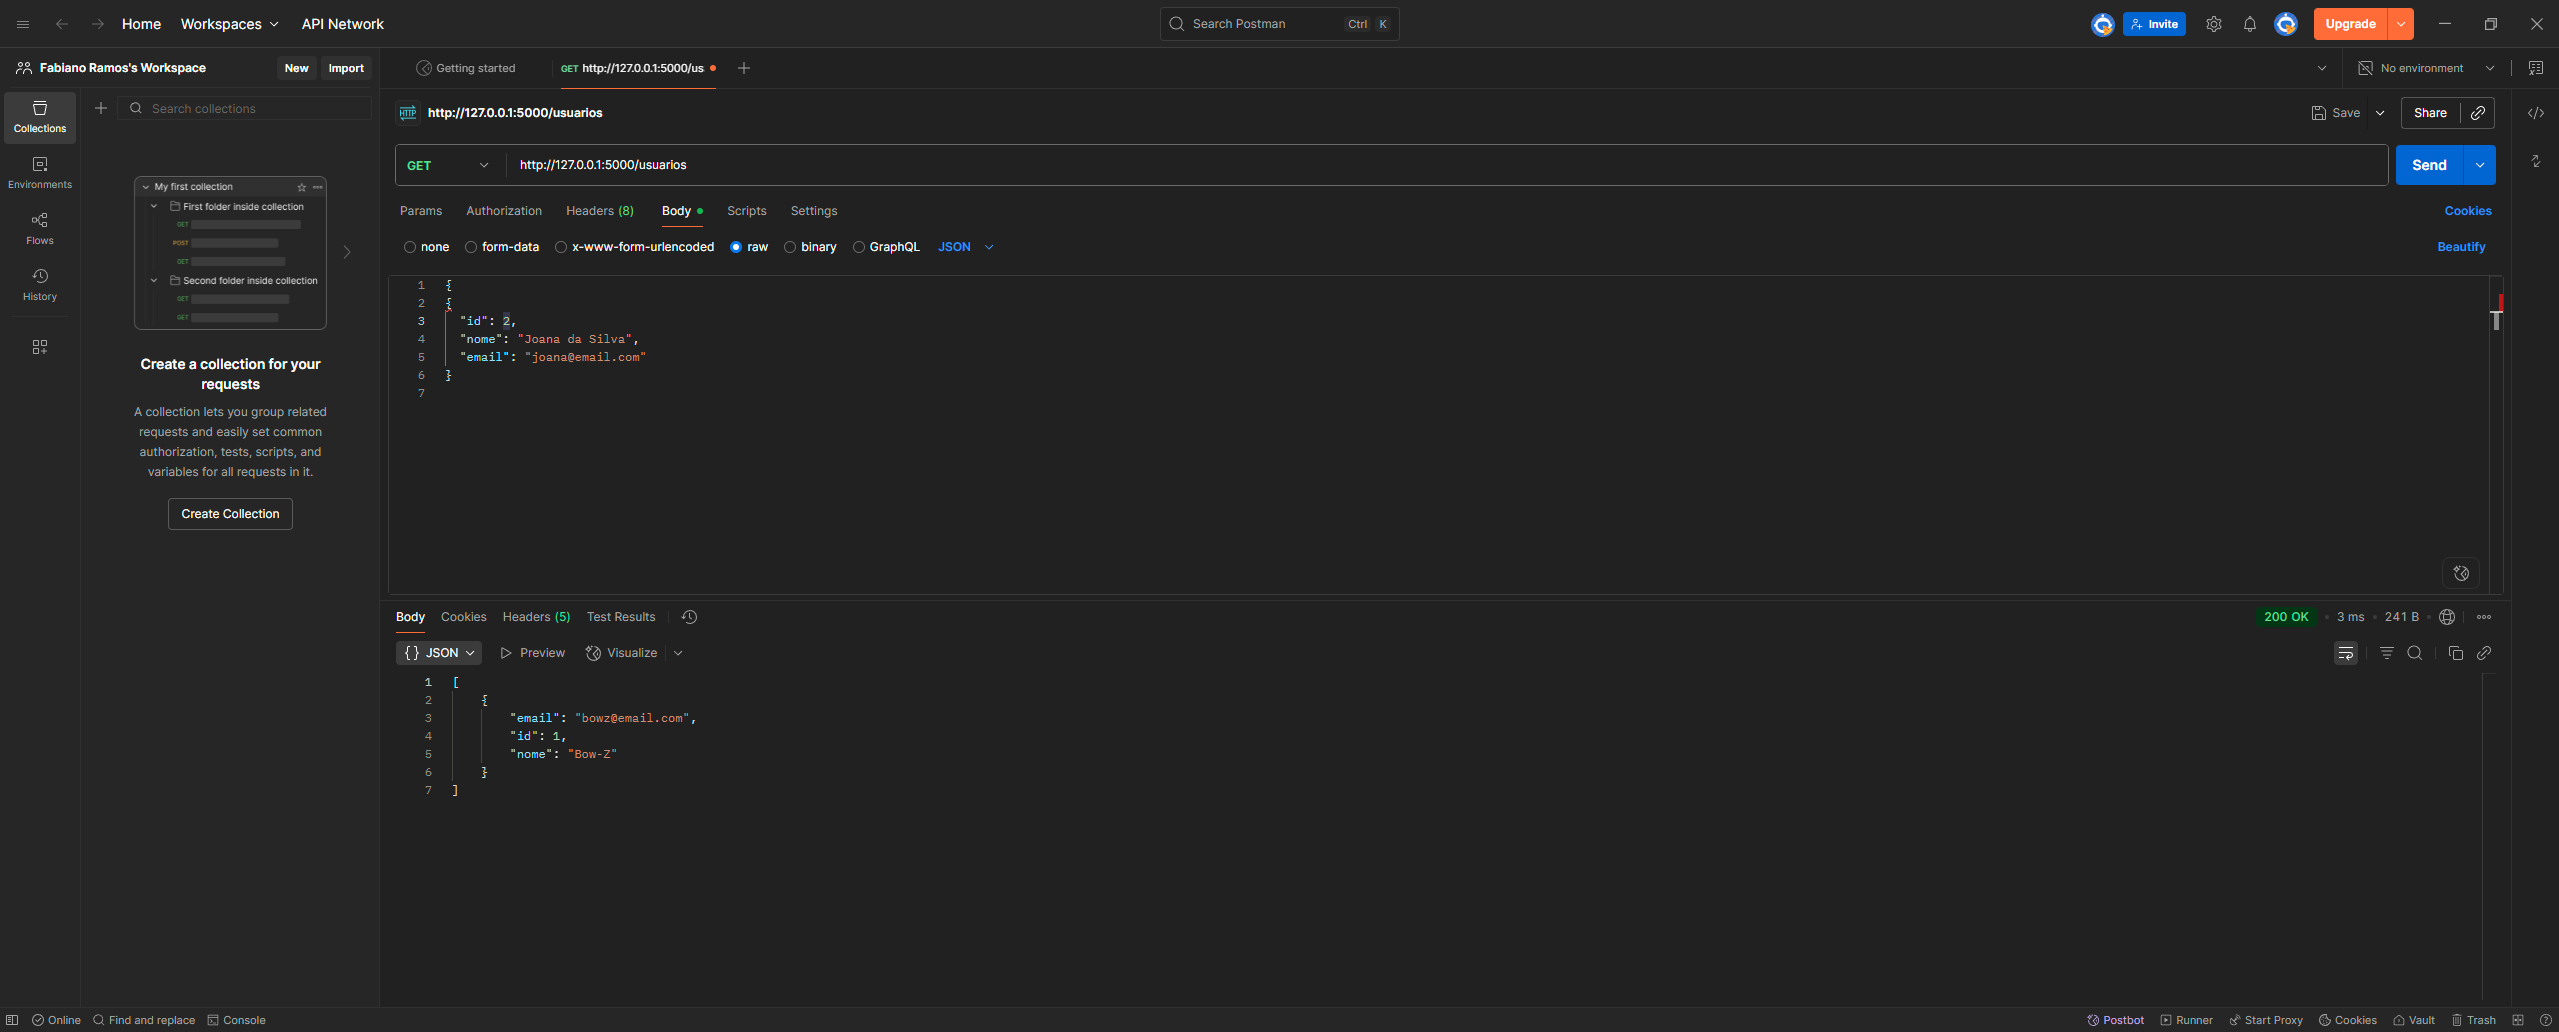 Home Workspaces API Network Search Postman Ctrl K Invite Upgrade
Fabiano Ramos's Workspace New Import Getting started GET http://127.0.0.1:5000/us No environment
Collections
Search collections
HTTP http://127.0.0.1:5000/usuarios Save Share
Environments
GET http://127.0.0.1:5000/usuarios Send
Flows
History
My first collection
First folder inside collection
GET
POST
GET
Second folder inside collection
GET
GET
Create a collection for your
requests
A collection lets you group related
requests and easily set common
authorization, tests, scripts, and
variables for all requests in it.
Create Collection
Params Authorization Headers (8) Body Scripts Settings Cookies
none form-data x-www-form-urlencoded raw binary GraphQL JSON Beautify
1 {
2 {
3 "id": 2,
4 "nome": "Joana da Silva",
5 "email": "joana@email.com"
6 }
7
Body Cookies Headers (5) Test Results 200 OK 3 ms 241 B
{} JSON Preview Visualize
1 [
2 {
3 "email": "bowz@email.com",
4 "id": 1,
5 "nome": "Bow-Z"
6 }
7 ]
Online Find and replace Console Postbot Runner Start Proxy Cookies Vault Trash